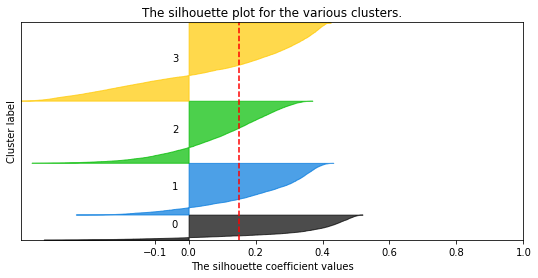 The silhouette plot for the various clusters.
Cluster label
3
2
1
0
−0.1 0.0 0.2 0.4 0.6 0.8 1.0
The silhouette coefficient values